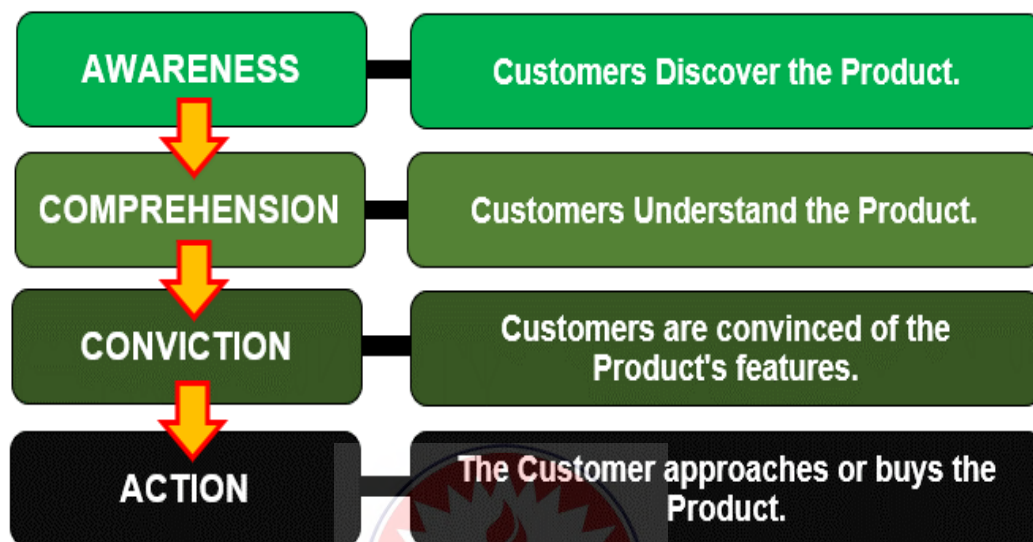 AWARENESS
Customers Discover the Product.
COMPREHENSION
Customers Understand the Product.
CONVICTION
Customers are convinced of the
Product's features.
ACTION
The Customer approaches or buys the
Product.